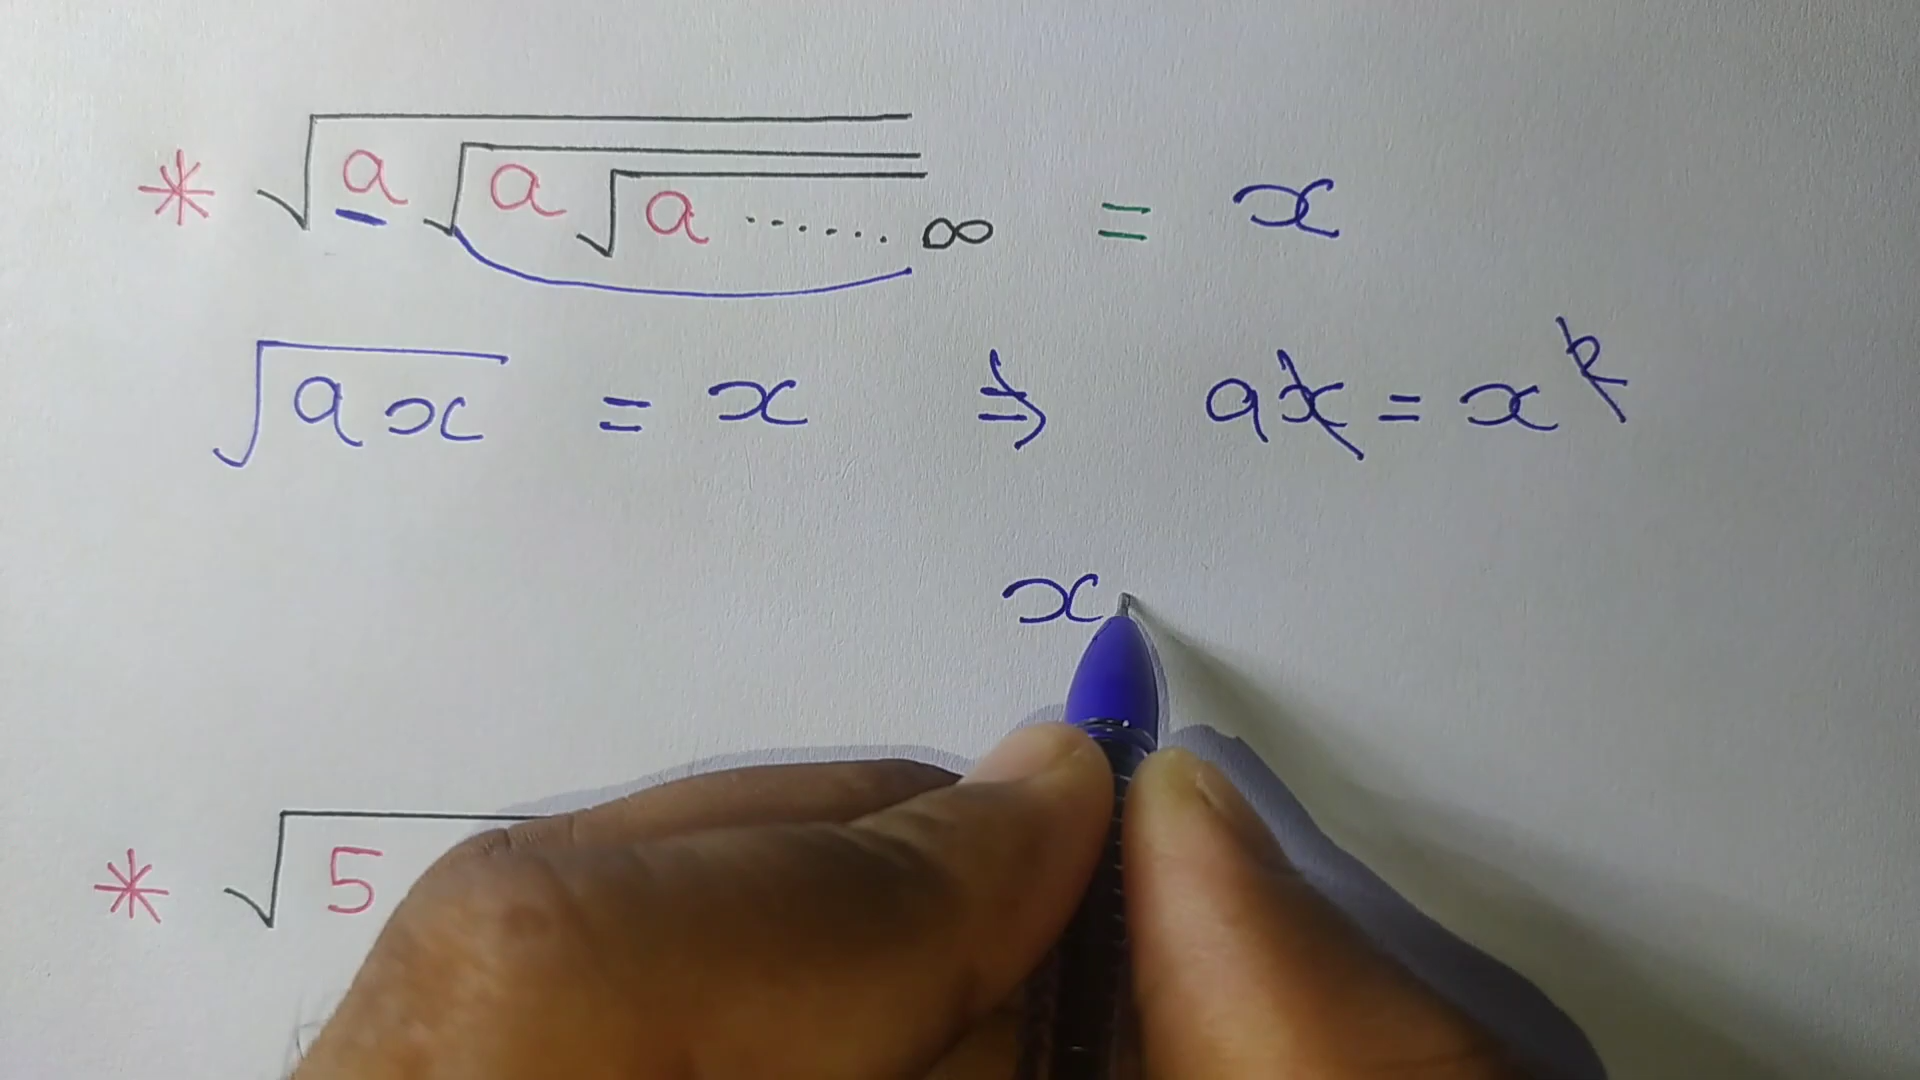 * √a√a√a ...... ∞ = x
√ax = x ⇒ ax = x²
x
* √5